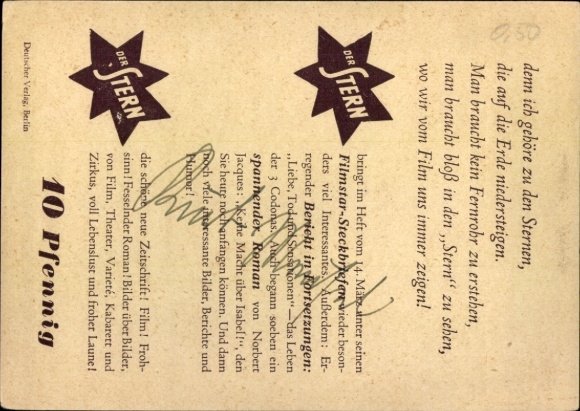 0,50
denn ich gehöre zu den Sternen,
die auf die Erde niedersteigen.
Man braucht kein Fernrohr zu erstehen,
man braucht bloß in den „Stern“ zu sehen,
wo wir vom Film uns immer zeigen!
DER
STERN
bringt im Heft vom 14. März unter seinen
Filmstar-Steckbriefen wieder beson-
ders viel Interessantes. Außerdem: Er-
regender Bericht in Fortsetzungen:
„Liebe, Tod und Sensationen“ — das Leben
der 3 Codonas. Auch begann soeben ein
spannender Roman von Norbert
Jacques: „Keine Macht über Isabel!“, den
Sie heute noch anfangen können. Und dann
noch viele interessante Bilder, Berichte und
Humor!
DER
STERN
die schöne neue Zeitschrift! Film! Froh-
sinn! Fesselnder Roman! Bilder über Bilder,
von Film, Theater, Varieté, Kabarett und
Zirkus, voll Lebenslust und froher Laune!
10 Pfennig
Deutscher Verlag, Berlin